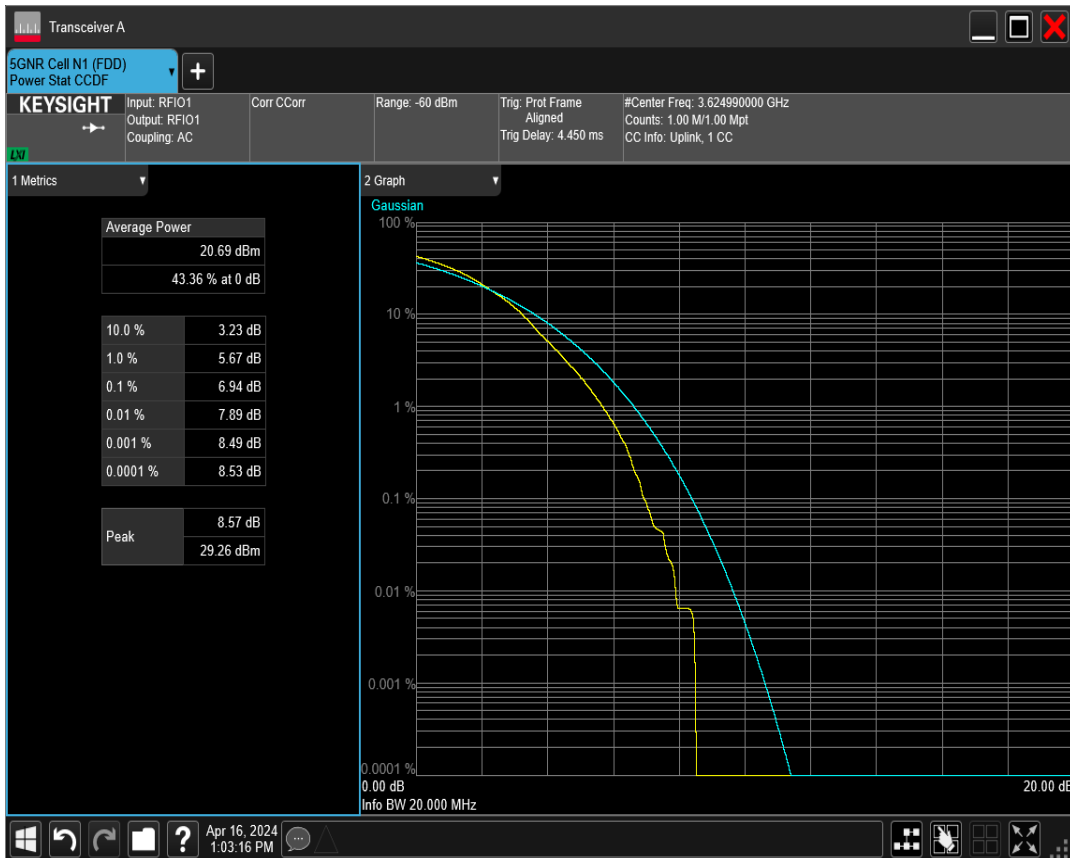 Transceiver A
5GNR Cell N1 (FDD)
Power Stat CCDF
KEYSIGHT
LXI
Input: RFIO1
Output: RFIO1
Coupling: AC
Corr CCorr
Range: -60 dBm
Trig: Prot Frame
Aligned
Trig Delay: 4.450 ms
#Center Freq: 3.624990000 GHz
Counts: 1.00 M/1.00 Mpt
CC Info: Uplink, 1 CC
1 Metrics
Average Power
20.69 dBm
43.36 % at 0 dB
10.0 % 3.23 dB
1.0 % 5.67 dB
0.1 % 6.94 dB
0.01 % 7.89 dB
0.001 % 8.49 dB
0.0001 % 8.53 dB
Peak
8.57 dB
29.26 dBm
2 Graph
Gaussian
100 %
10 %
1 %
0.1 %
0.01 %
0.001 %
0.0001 %
0.00 dB 20.00 dB
Info BW 20.000 MHz
Apr 16, 2024
1:03:16 PM